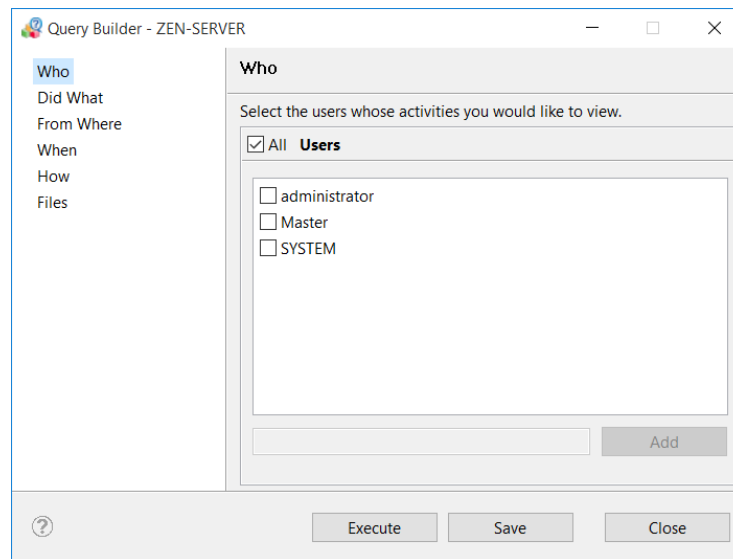 Query Builder - ZEN-SERVER
Who
Did What
From Where
When
How
Files
Who
Select the users whose activities you would like to view.
All Users
administrator
Master
SYSTEM
Add
?
Execute Save Close